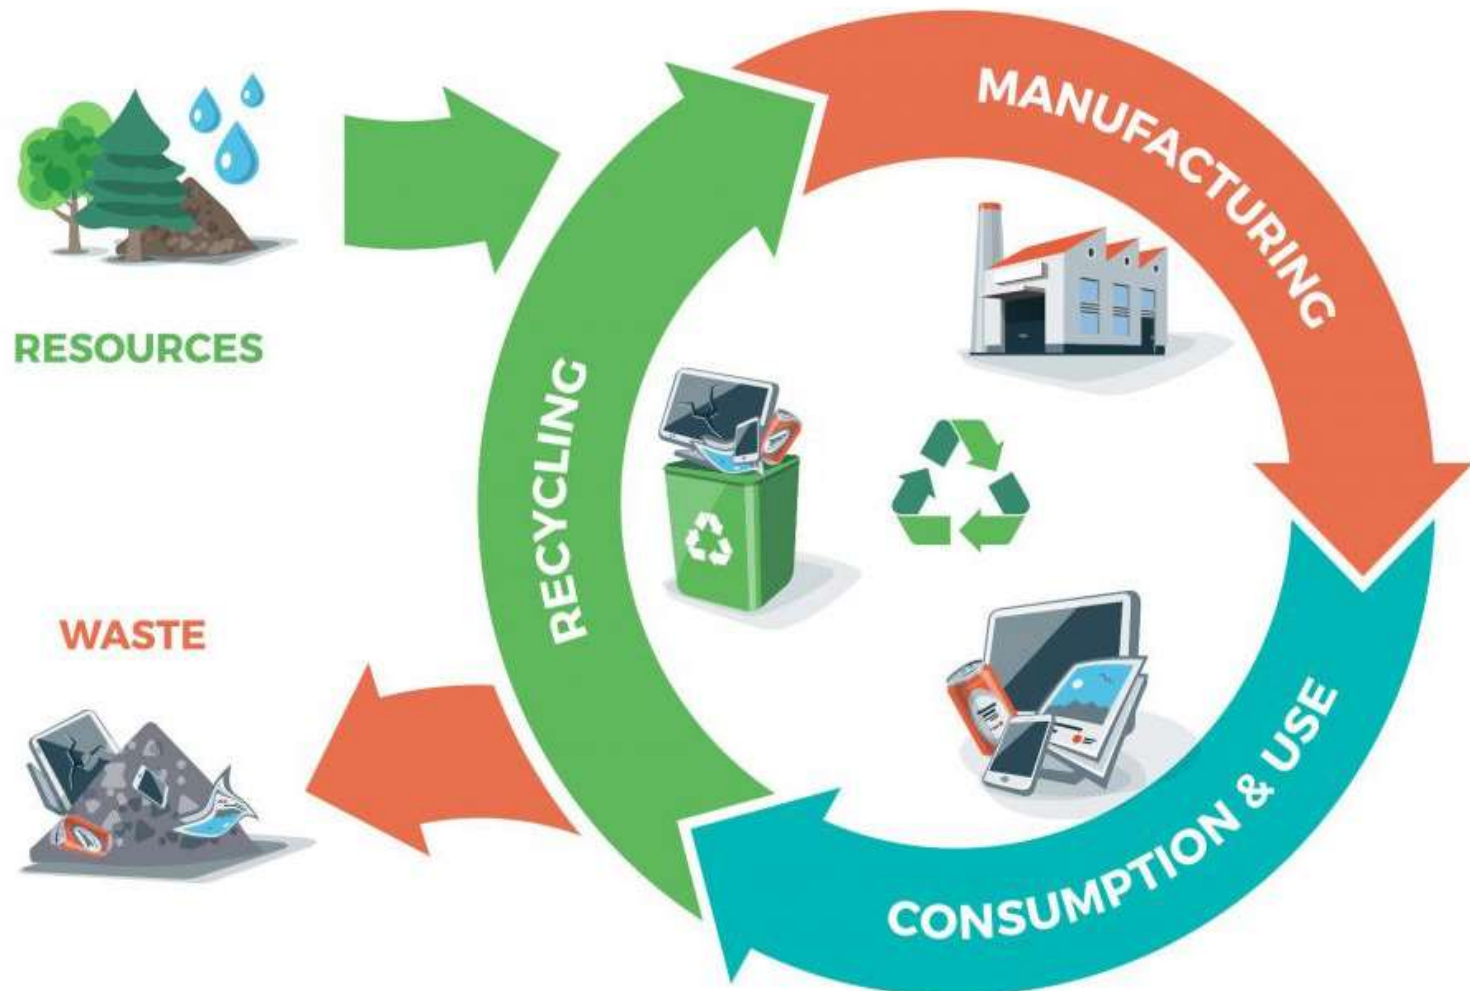 RESOURCES
WASTE
RECYCLING
MANUFACTURING
CONSUMPTION & USE